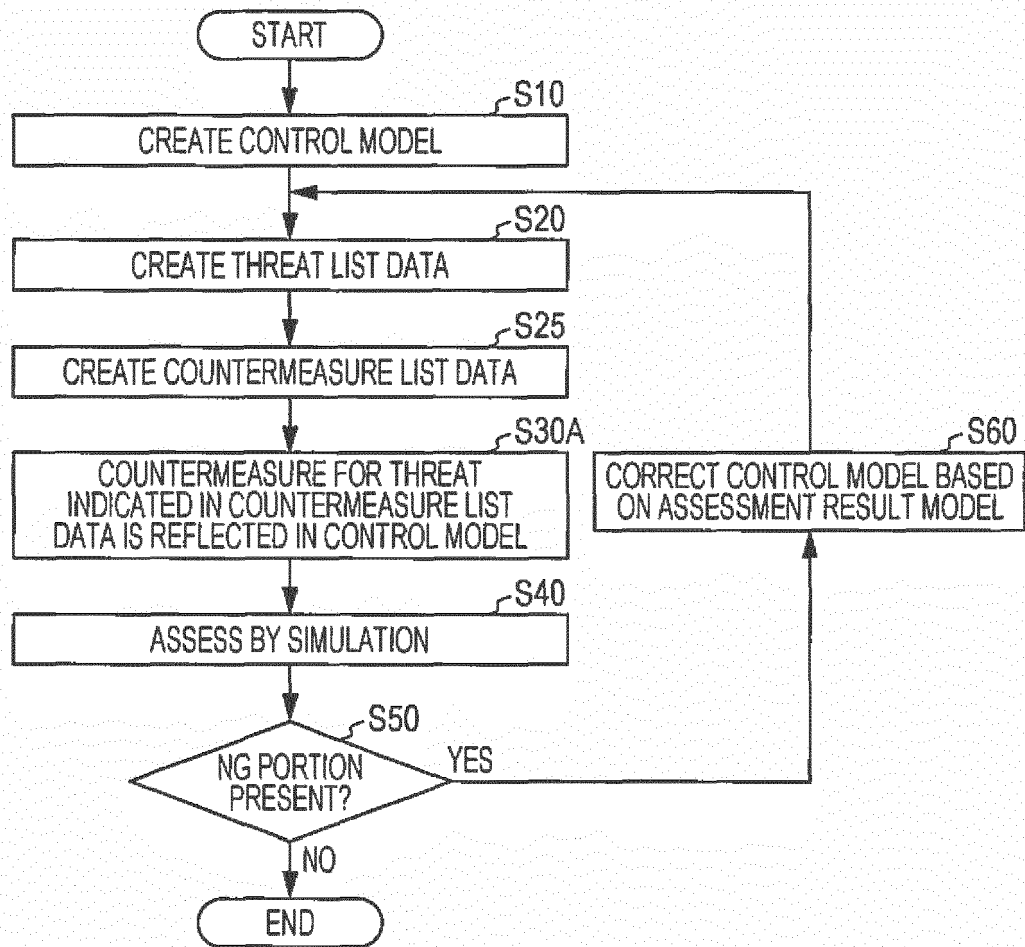 START
S10
CREATE CONTROL MODEL
S20
CREATE THREAT LIST DATA
S25
CREATE COUNTERMEASURE LIST DATA
S30A
COUNTERMEASURE FOR THREAT
INDICATED IN COUNTERMEASURE LIST
DATA IS REFLECTED IN CONTROL MODEL
S60
CORRECT CONTROL MODEL BASED
ON ASSESSMENT RESULT MODEL
S40
ASSESS BY SIMULATION
S50
NG PORTION
PRESENT?
YES
NO
END